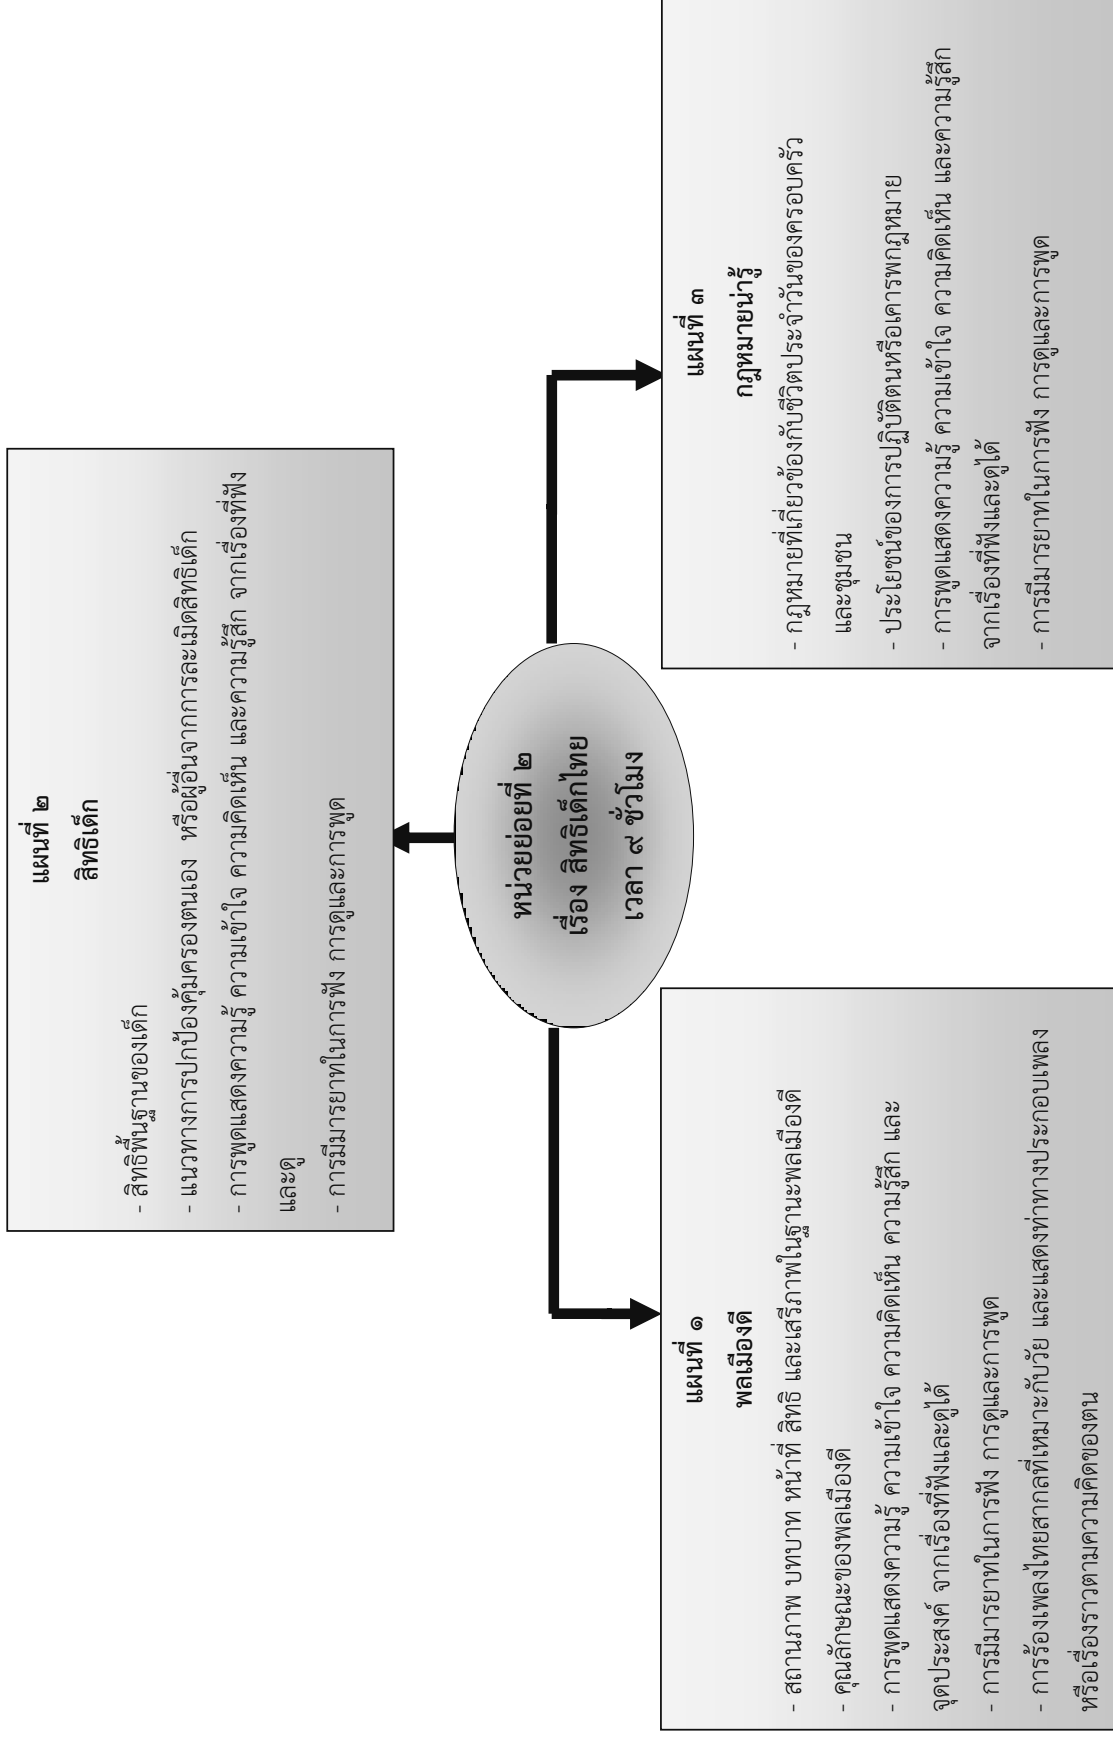 แผนที่ ๒
สิทธิเด็ก
- สิทธิพื้นฐานของเด็ก
- แนวทางการปกป้องคุ้มครองตนเอง หรือผู้อื่นจากการละเมิดสิทธิเด็ก
- การพูดแสดงความรู้ ความเข้าใจ ความคิดเห็น และความรู้สึก จากเรื่องที่ฟัง
และดู
- การมีมารยาทในการฟัง การดูและการพูด
หน่วยย่อยที่ ๒
เรื่อง สิทธิเด็กไทย
เวลา ๙ ชั่วโมง
แผนที่ ๑
พลเมืองดี
- สถานภาพ บทบาท หน้าที่ สิทธิ และเสรีภาพในฐานะพลเมืองดี
- คุณลักษณะของพลเมืองดี
- การพูดแสดงความรู้ ความเข้าใจ ความคิดเห็น ความรู้สึก และ
จุดประสงค์ จากเรื่องที่ฟังและดูได้
- การมีมารยาทในการฟัง การดูและการพูด
- การร้องเพลงไทยสากลที่เหมาะกับวัย และแสดงท่าทางประกอบเพลง
หรือเรื่องราวตามความคิดของตน
แผนที่ ๓
กฎหมายน่ารู้
- กฎหมายที่เกี่ยวข้องกับชีวิตประจำวันของครอบครัว
และชุมชน
- ประโยชน์ของการปฏิบัติตนหรือเคารพกฎหมาย
- การพูดแสดงความรู้ ความเข้าใจ ความคิดเห็น และความรู้สึก
จากเรื่องที่ฟังและดูได้
- การมีมารยาทในการฟัง การดูและการพูด